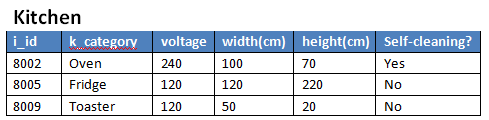 Kitchen
i_id k_category voltage width(cm) height(cm) Self-cleaning?
8002 Oven 240 100 70 Yes
8005 Fridge 120 120 220 No
8009 Toaster 120 50 20 No